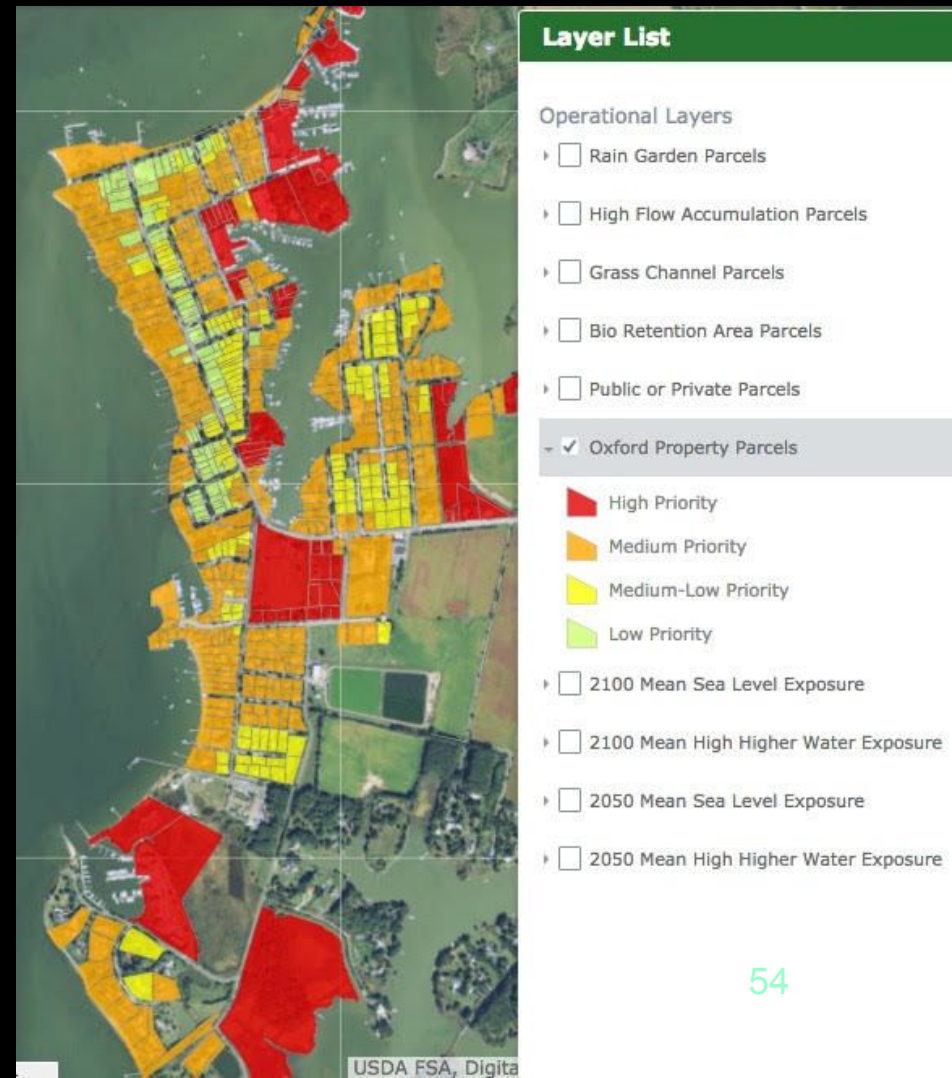 Layer List
Operational Layers
Rain Garden Parcels
High Flow Accumulation Parcels
Grass Channel Parcels
Bio Retention Area Parcels
Public or Private Parcels
Oxford Property Parcels
High Priority
Medium Priority
Medium-Low Priority
Low Priority
2100 Mean Sea Level Exposure
2100 Mean High Higher Water Exposure
2050 Mean Sea Level Exposure
2050 Mean High Higher Water Exposure
54
USDA FSA, Digita